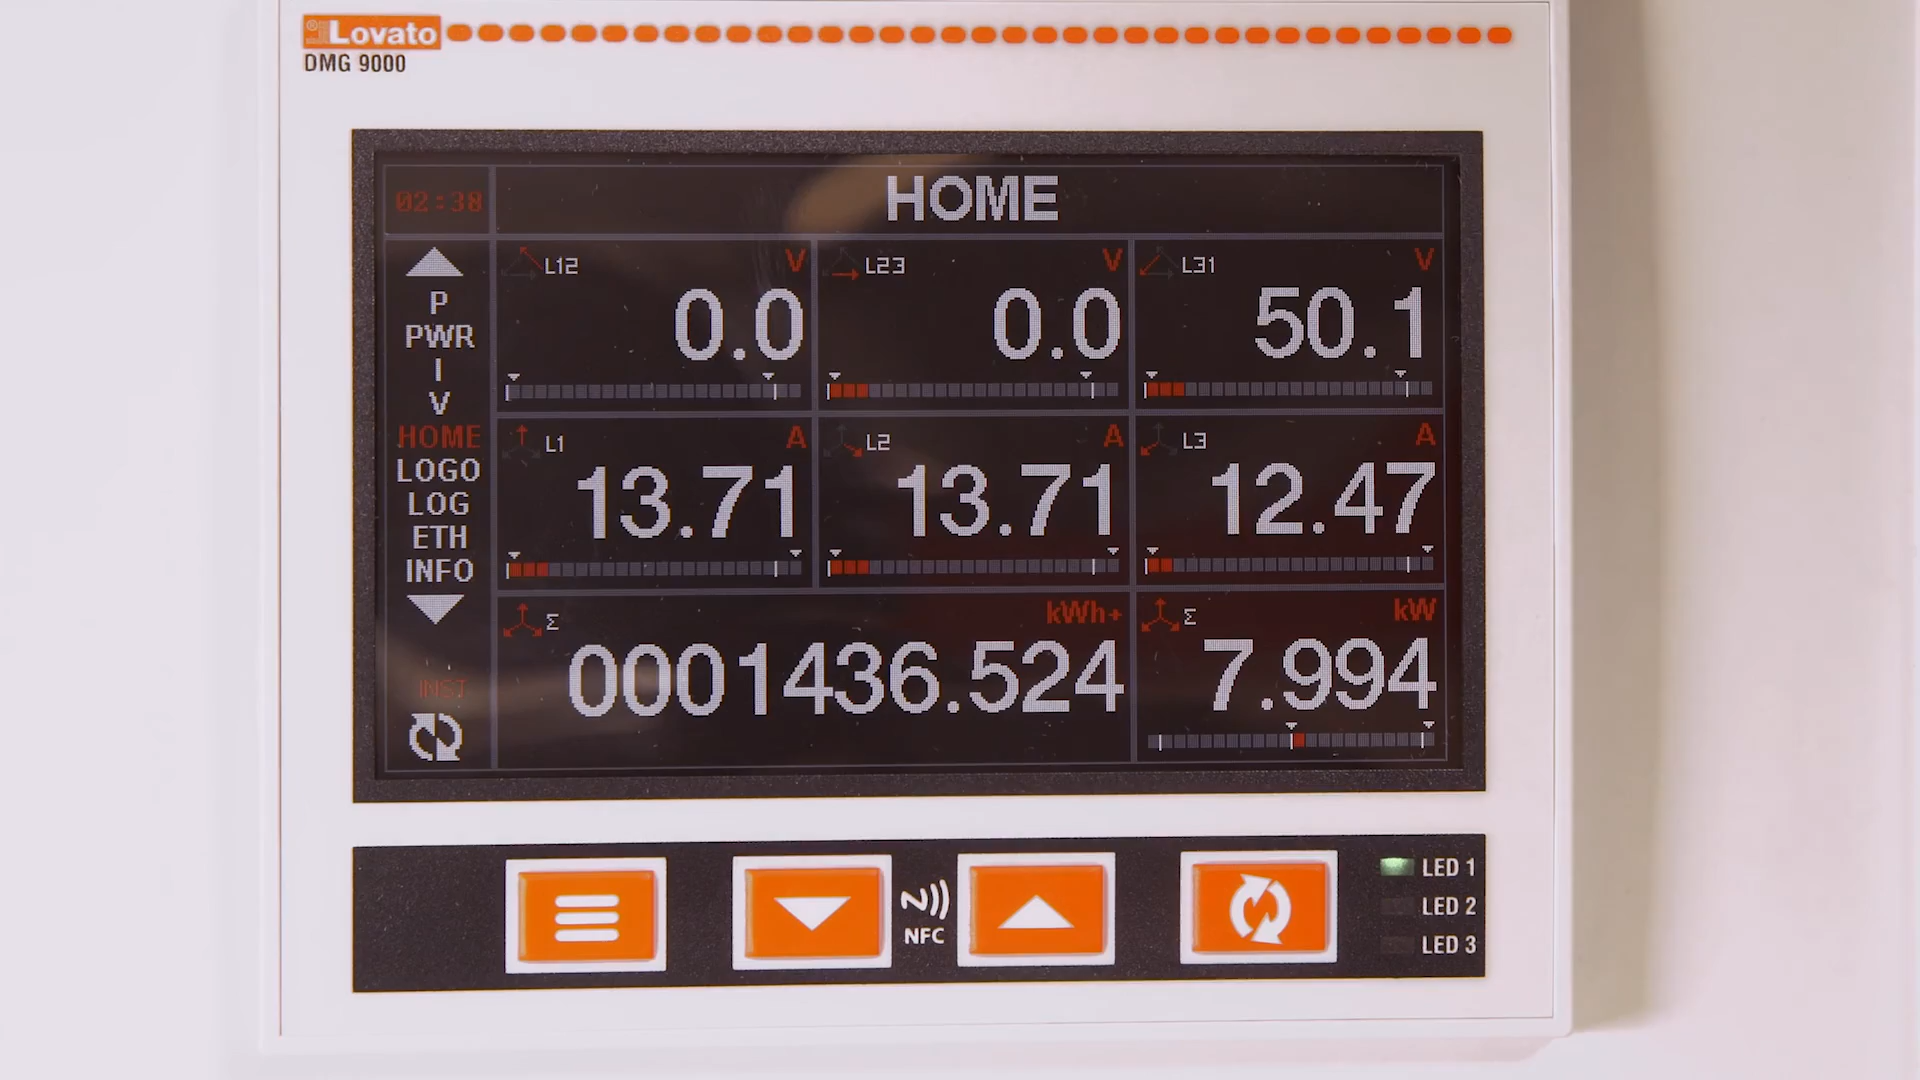 Lovato
DMG 9000
02:38
HOME
P
PWR
I
V
HOME
LOGO
LOG
ETH
INFO
INST
L12 V
0.0
L23 V
0.0
L31 V
50.1
L1 A
13.71
L2 A
13.71
L3 A
12.47
Σ kWh+
0001436.524
Σ kW
7.994
NFC
LED 1
LED 2
LED 3